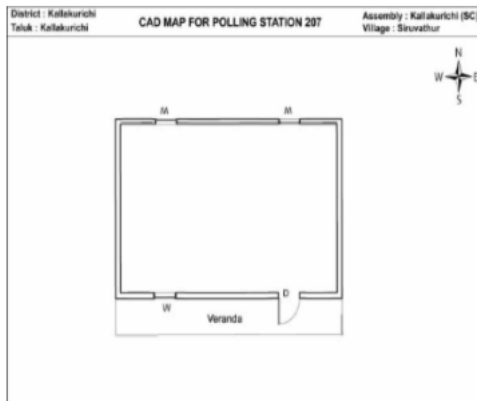 District : Kallakurichi
Taluk : Kallakurichi
CAD MAP FOR POLLING STATION 207
Assembly : Kallakurichi (SC)
Village : Siruvathur
N
W E
S
W W
D
W
Veranda